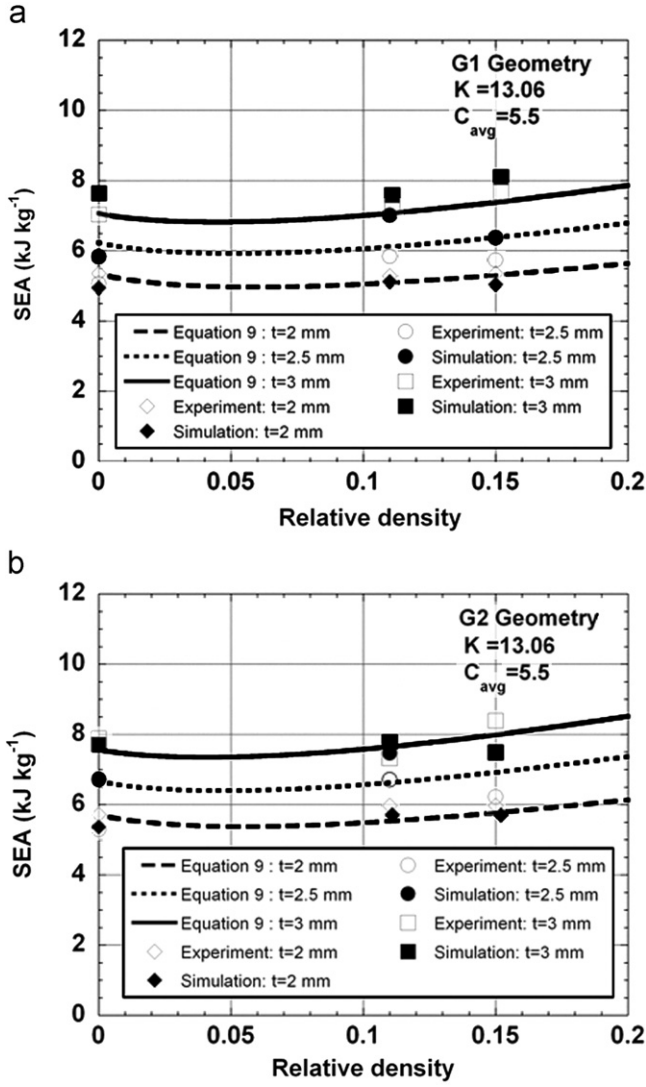 a
12
10
8
6
4
2
0
SEA (kJ kg-1)
G1 Geometry
K =13.06
Cavg=5.5
Equation 9 : t=2 mm
Equation 9 : t=2.5 mm
Equation 9 : t=3 mm
Experiment: t=2 mm
Simulation: t=2 mm
Experiment: t=2.5 mm
Simulation: t=2.5 mm
Experiment: t=3 mm
Simulation: t=3 mm
0 0.05 0.1 0.15 0.2
Relative density
b
12
10
8
6
4
2
0
SEA (kJ kg-1)
G2 Geometry
K =13.06
Cavg=5.5
Equation 9 : t=2 mm
Equation 9 : t=2.5 mm
Equation 9 : t=3 mm
Experiment: t=2 mm
Simulation: t=2 mm
Experiment: t=2.5 mm
Simulation: t=2.5 mm
Experiment: t=3 mm
Simulation: t=3 mm
0 0.05 0.1 0.15 0.2
Relative density